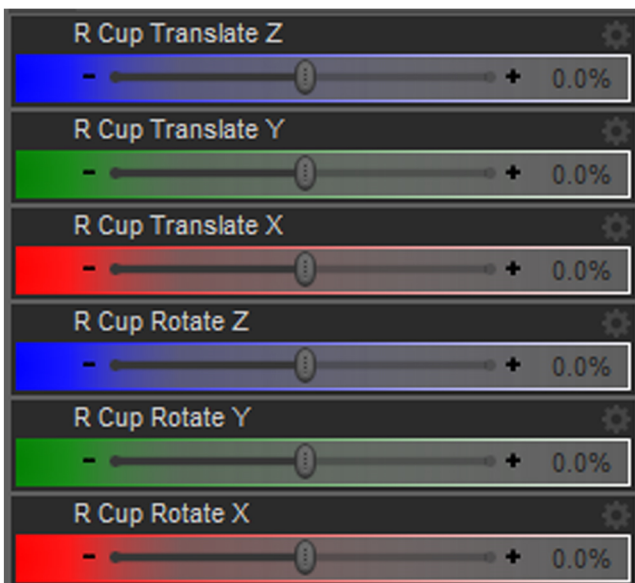 R Cup Translate Z
- + 0.0%
R Cup Translate Y
- + 0.0%
R Cup Translate X
- + 0.0%
R Cup Rotate Z
- + 0.0%
R Cup Rotate Y
- + 0.0%
R Cup Rotate X
- + 0.0%